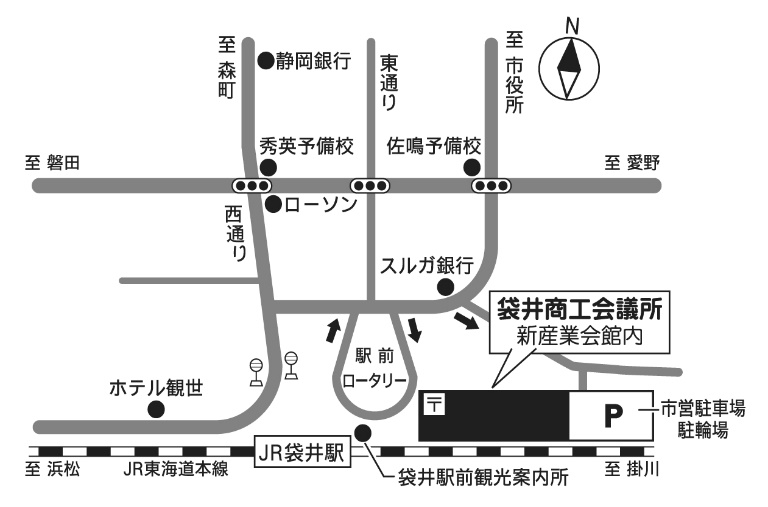 N
至 森町
静岡銀行
東通り
至 市役所
秀英予備校
佐鳴予備校
至 磐田
至 愛野
ローソン
西通り
スルガ銀行
袋井商工会議所
新産業会館内
駅前
ロータリー
ホテル観世
〒
P
市営駐車場
駐輪場
JR袋井駅
至 浜松
JR東海道本線
袋井駅前観光案内所
至 掛川